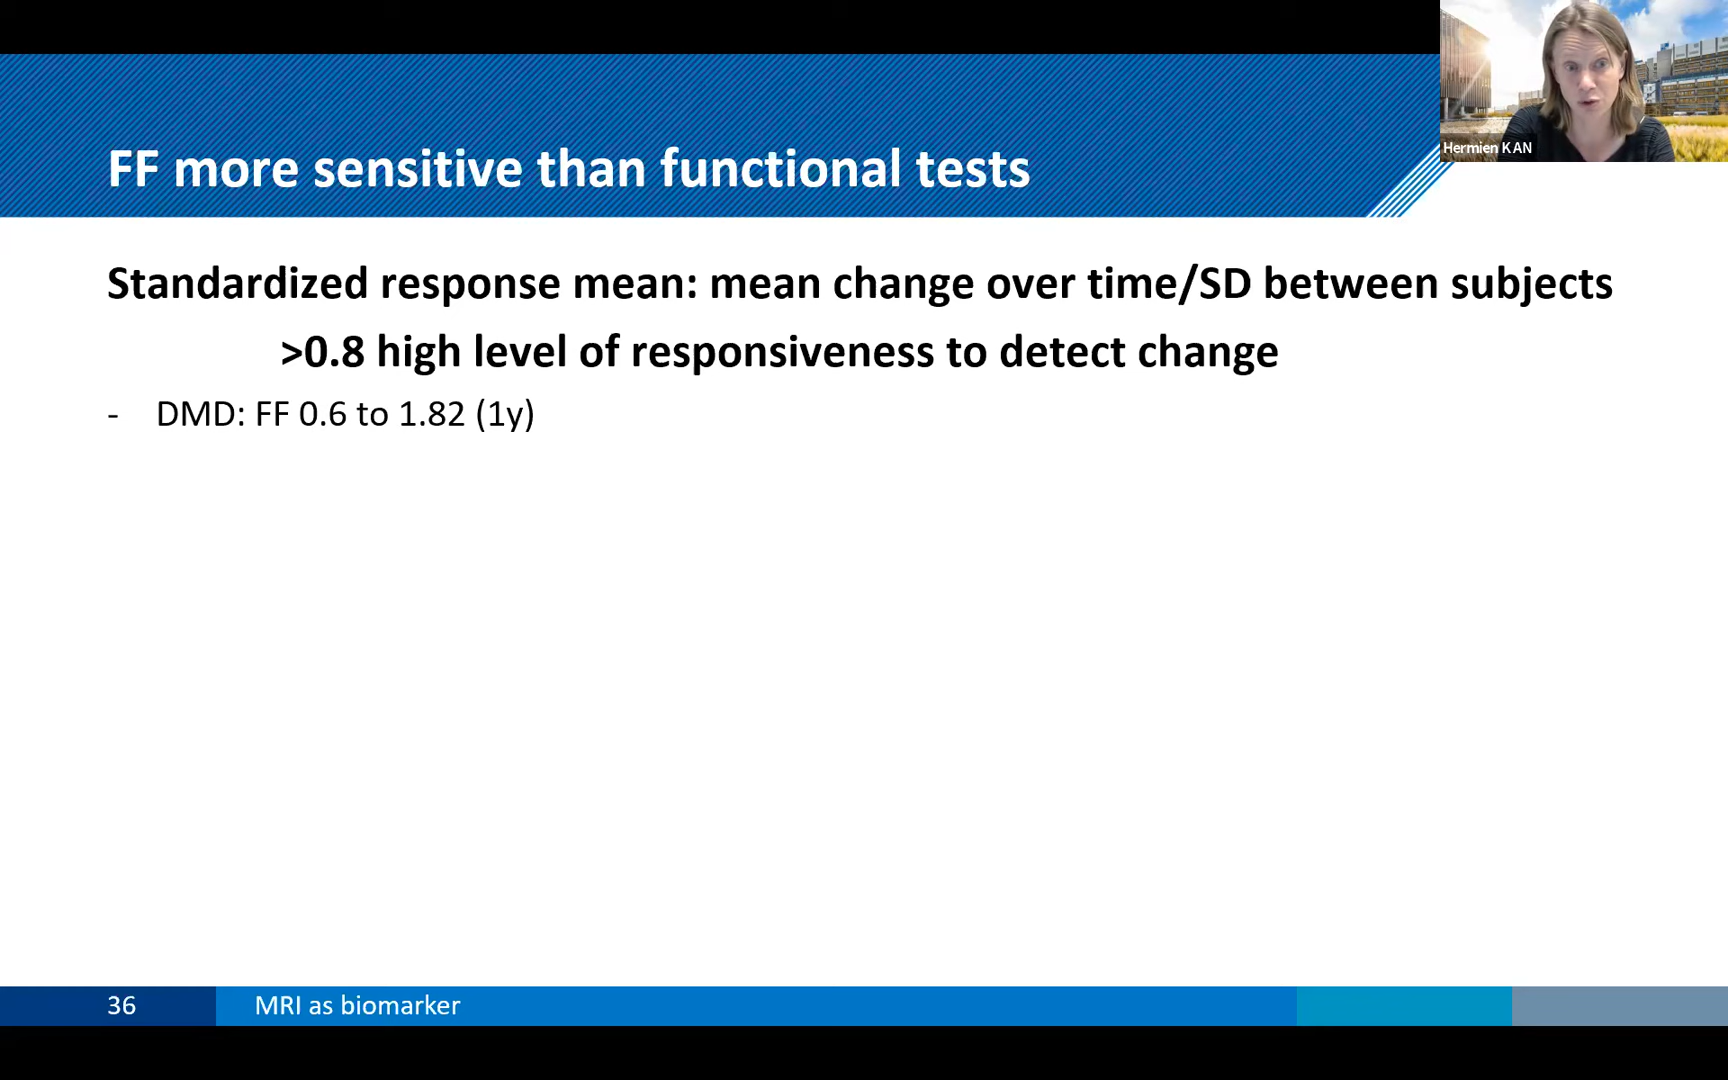 Hermien KAN
FF more sensitive than functional tests
Standardized response mean: mean change over time/SD between subjects
>0.8 high level of responsiveness to detect change
- DMD: FF 0.6 to 1.82 (1y)
36 MRI as biomarker